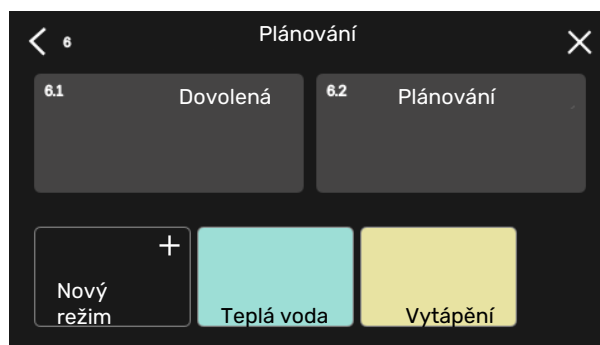 6 Plánování
6.1 Dovolená
6.2 Plánování
Nový
režim
Teplá voda
Vytápění